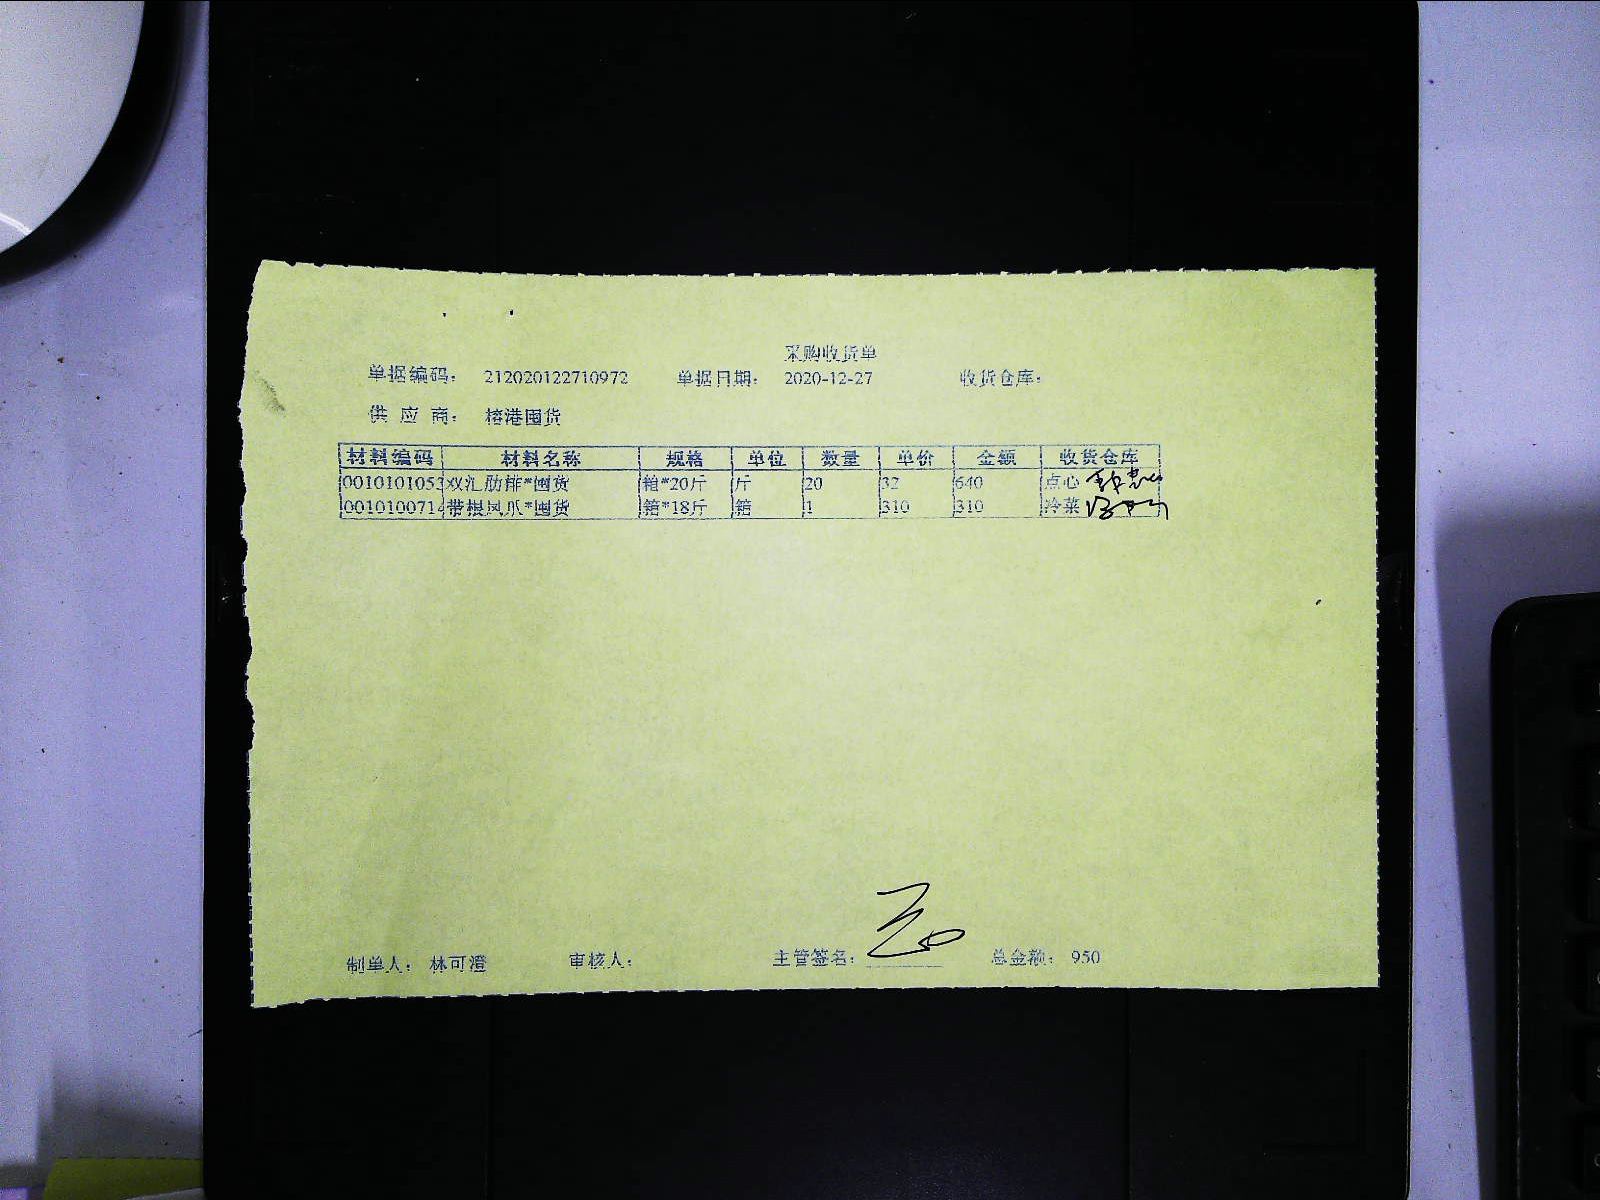 采购收货单
单据编码： 212020122710972 单据日期： 2020-12-27 收货仓库：
供 应 商： 榕港囤货
材料编码 材料名称 规格 单位 数量 单价 金额 收货仓库
0010101053 双汇肋排*囤货 箱*20斤 斤 20 32 640 点心
0010100714 带根凤爪*囤货 箱*18斤 箱 1 310 310 冷菜
制单人： 林可澄 审核人： 主管签名： 总金额： 950